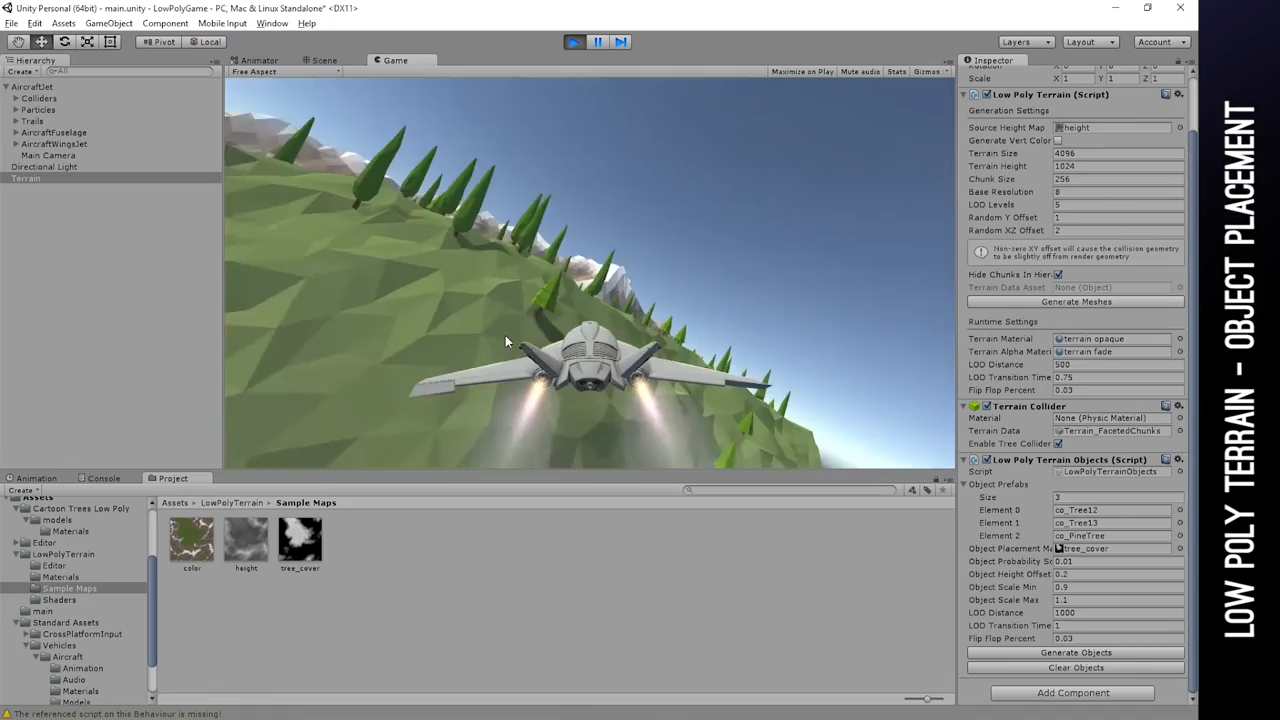 Unity Personal (64bit) - main.unity - LowPolyGame - PC, Mac & Linux Standalone* <DX11>
File Edit Assets GameObject Component Mobile Input Window Help
Pivot Local Layers Layout Account
Hierarchy
Create All
AircraftJet
Colliders
Particles
Trails
AircraftFuselage
AircraftWingsJet
Main Camera
Directional Light
Terrain
Animator Scene Game
Free Aspect Maximize on Play Mute audio Stats Gizmos
Inspector
Scale X 1 Y 1 Z 1
Low Poly Terrain (Script)
Generation Settings
Source Height Map height
Generate Vert Color
Terrain Size 4096
Terrain Height 1024
Chunk Size 256
Base Resolution 8
LOD Levels 5
Random Y Offset 1
Random XZ Offset 2
Non-zero XY offset will cause the collision geometry
to be slightly off from render geometry
Hide Chunks In Hier
Terrain Data Asset None (Object)
Generate Meshes
Runtime Settings
Terrain Material terrain opaque
Terrain Alpha Materi terrain fade
LOD Distance 500
LOD Transition Time 0.75
Flip Flop Percent 0.03
Terrain Collider
Material None (Physic Material)
Terrain Data Terrain_FacetedChunks
Enable Tree Collider
Low Poly Terrain Objects (Script)
Script LowPolyTerrainObjects
Object Prefabs
Size 3
Element 0 co_Tree12
Element 1 co_Tree13
Element 2 co_PineTree
Object Placement Ma tree_cover
Object Probability Sc 0.01
Object Height Offset 0.2
Object Scale Min 0.9
Object Scale Max 1.1
LOD Distance 1000
LOD Transition Time 1
Flip Flop Percent 0.03
Generate Objects
Clear Objects
Add Component
Animation Console Project
Create
Assets
Cartoon Trees Low Poly
models
Materials
Editor
LowPolyTerrain
Editor
Materials
Sample Maps
Shaders
main
Standard Assets
CrossPlatformInput
Vehicles
Aircraft
Animation
Audio
Materials
Models
Assets LowPolyTerrain Sample Maps
color height tree_cover
The referenced script on this Behaviour is missing!
LOW POLY TERRAIN - OBJECT PLACEMENT